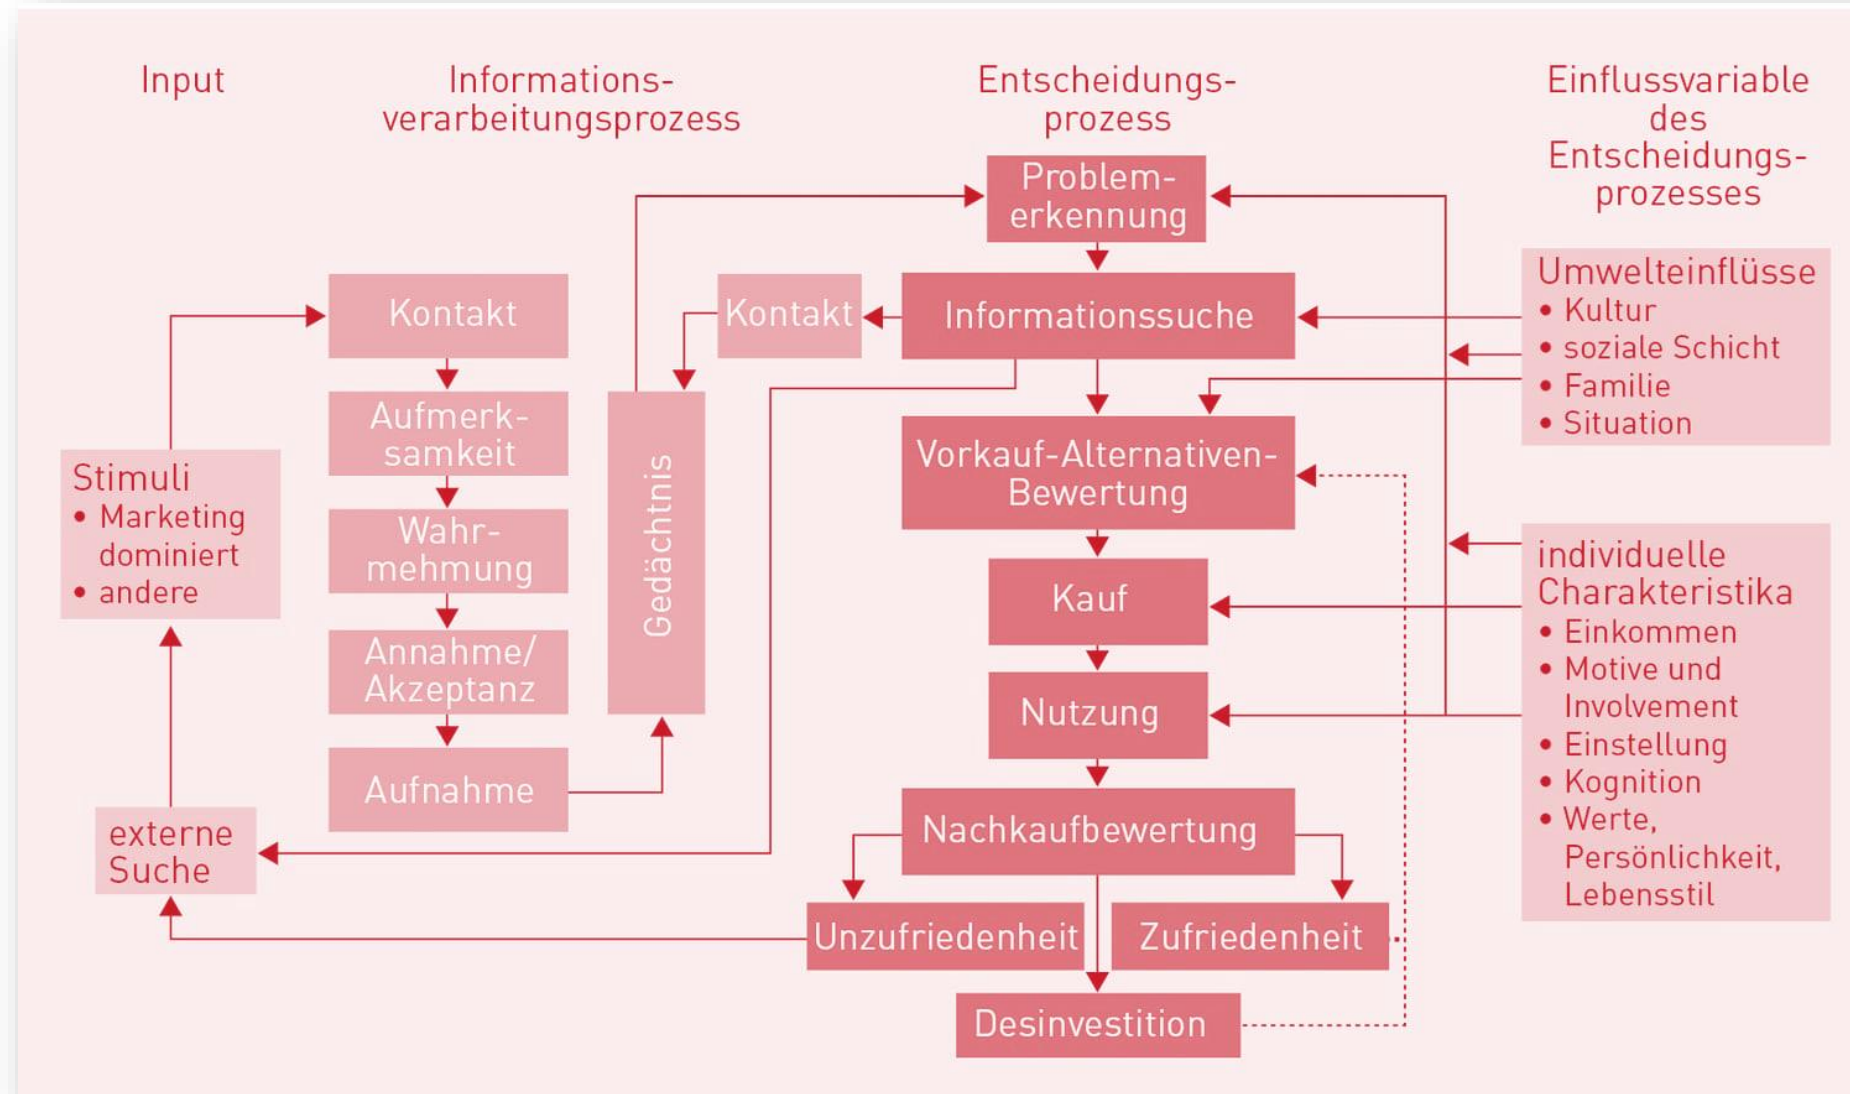 Input
Informations-
verarbeitungsprozess
Entscheidungs-
prozess
Einflussvariable
des
Entscheidungs-
prozesses
Stimuli
• Marketing
dominiert
• andere
externe
Suche
Kontakt
Aufmerk-
samkeit
Wahr-
mehmung
Annahme/
Akzeptanz
Aufnahme
Gedächtnis
Kontakt
Problem-
erkennung
Informationssuche
Vorkauf-Alternativen-
Bewertung
Kauf
Nutzung
Nachkaufbewertung
Unzufriedenheit
Zufriedenheit
Desinvestition
Umwelteinflüsse
• Kultur
• soziale Schicht
• Familie
• Situation
individuelle
Charakteristika
• Einkommen
• Motive und
Involvement
• Einstellung
• Kognition
• Werte,
Persönlichkeit,
Lebensstil